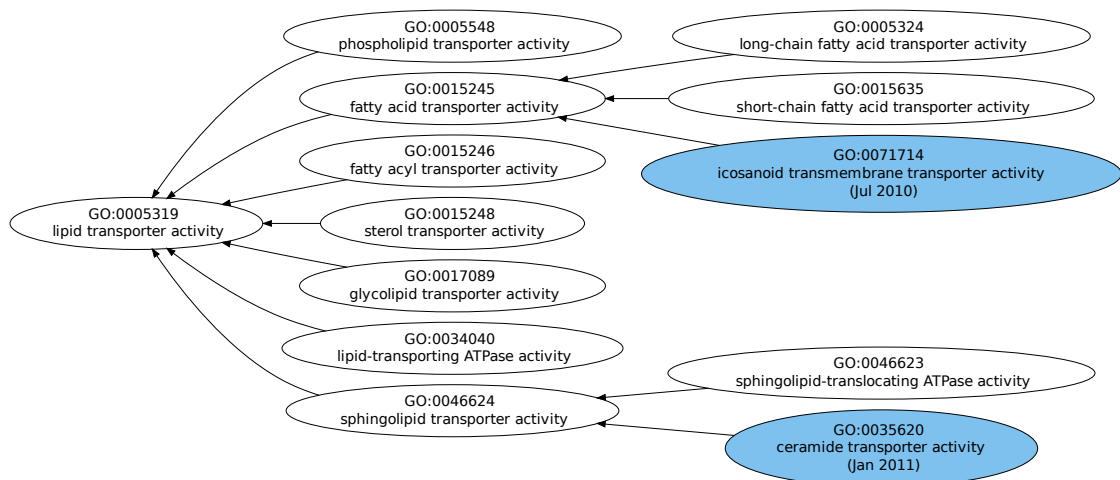 GO:0005548
phospholipid transporter activity
GO:0005324
long-chain fatty acid transporter activity
GO:0015245
fatty acid transporter activity
GO:0015635
short-chain fatty acid transporter activity
GO:0015246
fatty acyl transporter activity
GO:0071714
icosanoid transmembrane transporter activity
(Jul 2010)
GO:0005319
lipid transporter activity
GO:0015248
sterol transporter activity
GO:0017089
glycolipid transporter activity
GO:0034040
lipid-transporting ATPase activity
GO:0046623
sphingolipid-translocating ATPase activity
GO:0046624
sphingolipid transporter activity
GO:0035620
ceramide transporter activity
(Jan 2011)